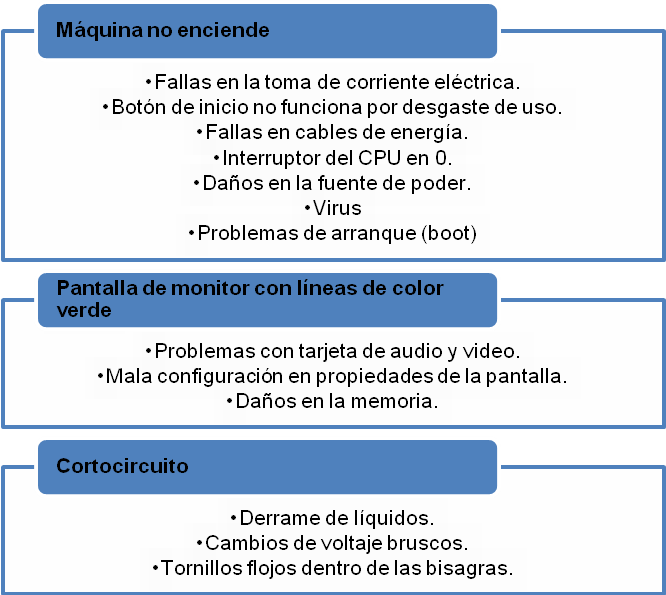 Máquina no enciende
•Fallas en la toma de corriente eléctrica.
•Botón de inicio no funciona por desgaste de uso.
•Fallas en cables de energía.
•Interruptor del CPU en 0.
•Daños en la fuente de poder.
•Virus
•Problemas de arranque (boot)
Pantalla de monitor con líneas de color
verde
•Problemas con tarjeta de audio y video.
•Mala configuración en propiedades de la pantalla.
•Daños en la memoria.
Cortocircuito
•Derrame de líquidos.
•Cambios de voltaje bruscos.
•Tornillos flojos dentro de las bisagras.